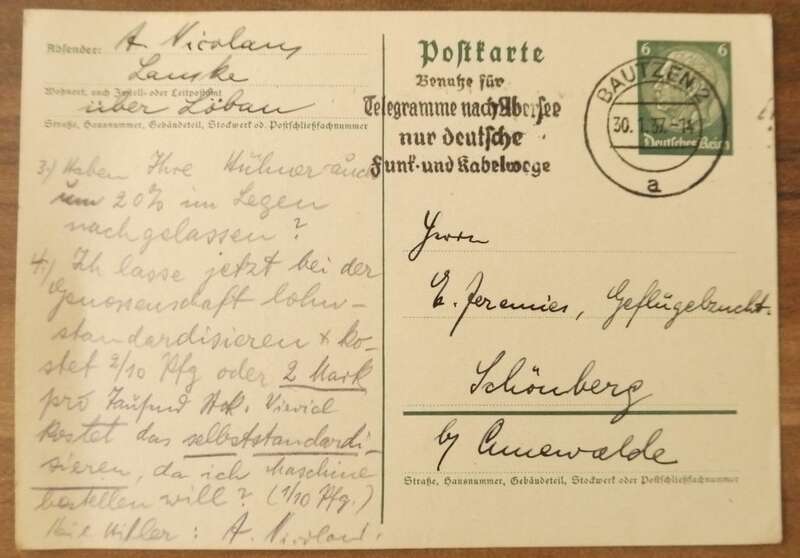 Absender: A. Nicolaus
Lauske
Wohnort, auch Zustell- oder Leitpostamt
über Löbau
Straße, Hausnummer, Gebäudeteil, Stockwerk od. Postschließfachnummer
3.) Haben Ihre Hühner auch
um 20% im Legen
nachgelassen?
4.) Ich lasse jetzt bei der
Genossenschaft lohn-
standardisieren & ko-
stet 2/10 Pfg oder 2 Mark
pro Tausend Stck. Wieviel
kostet das selbststandardi-
sieren, da ich Maschine
bestellen will? (1/10 Pfg.)
Heil Hitler: A. Nicolaus.
Postkarte
Benutze für
Telegramme nach Übersee
nur deutsche
Funk- und Kabelwege
BAUTZEN 2
30.1.37.-14
a
6 6
Deutsches Reich
Herrn
E. Jeremies, Geflügelzucht.
Schönberg
by Cunewalde
Straße, Hausnummer, Gebäudeteil, Stockwerk oder Postschließfachnummer